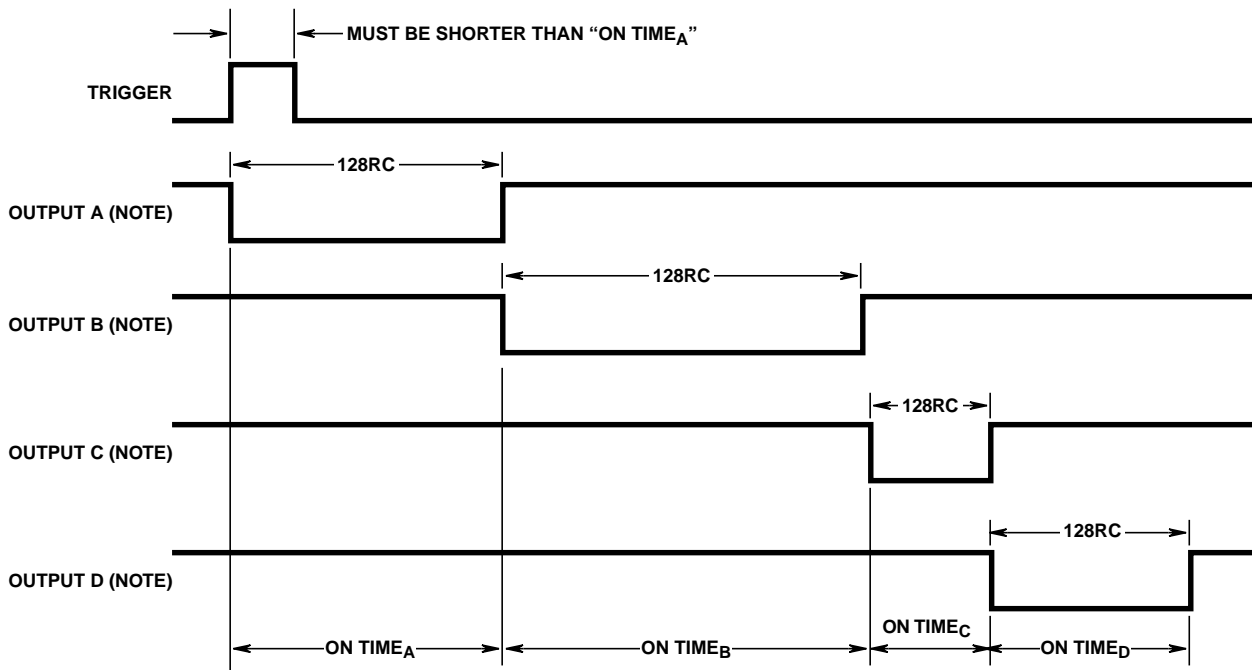 MUST BE SHORTER THAN “ON TIMEA”
TRIGGER
128RC
OUTPUT A (NOTE)
128RC
OUTPUT B (NOTE)
128RC
OUTPUT C (NOTE)
128RC
OUTPUT D (NOTE)
ON TIMEA
ON TIMEB
ON TIMEC
ON TIMED